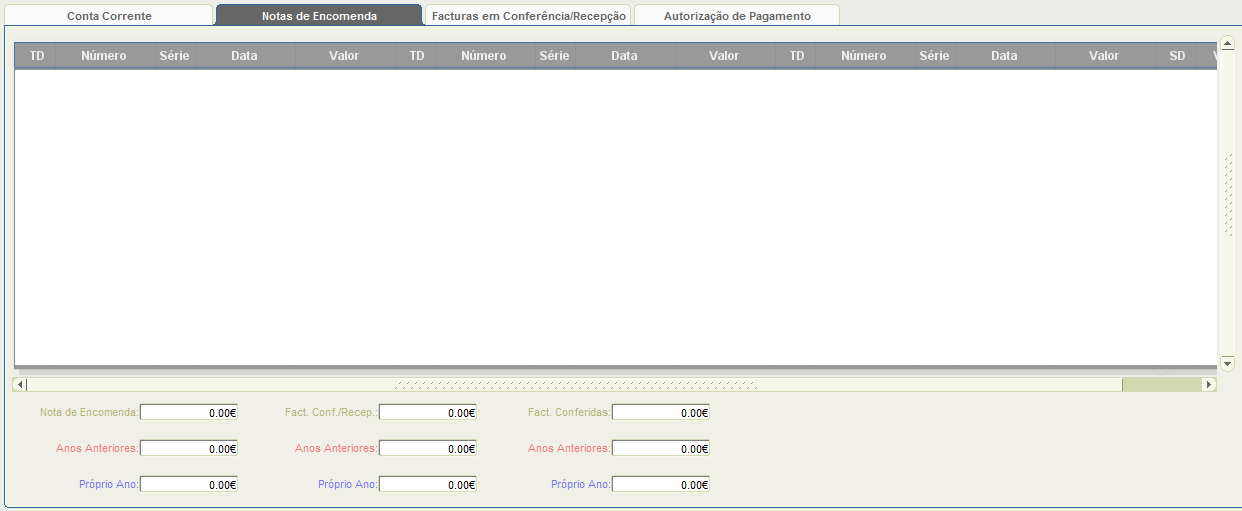 Conta Corrente Notas de Encomenda Facturas em Conferência/Recepção Autorização de Pagamento
TD Número Série Data Valor TD Número Série Data Valor TD Número Série Data Valor SD
Nota de Encomenda: 0.00€ Fact. Conf./Recep.: 0.00€ Fact. Conferidas: 0.00€
Anos Anteriores: 0.00€ Anos Anteriores: 0.00€ Anos Anteriores: 0.00€
Próprio Ano: 0.00€ Próprio Ano: 0.00€ Próprio Ano: 0.00€